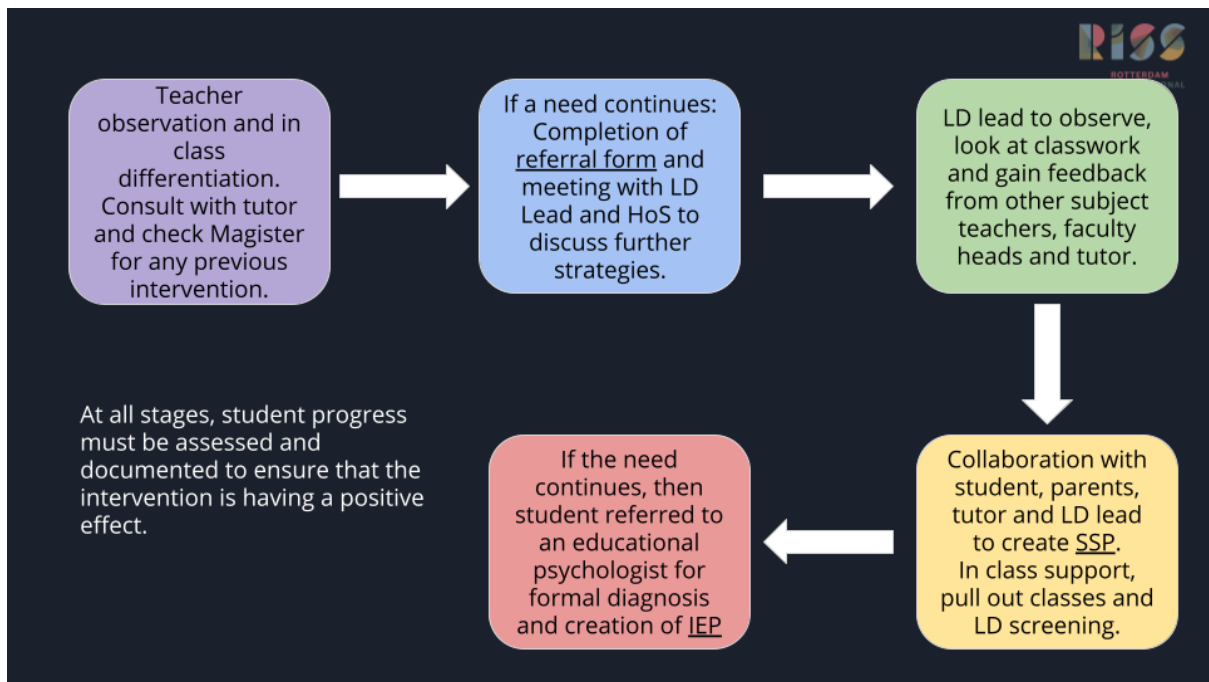 RISS
ROTTERDAM
Teacher
observation and in
class
differentiation.
Consult with tutor
and check Magister
for any previous
intervention.
If a need continues:
Completion of
referral form and
meeting with LD
Lead and HoS to
discuss further
strategies.
LD lead to observe,
look at classwork
and gain feedback
from other subject
teachers, faculty
heads and tutor.
Collaboration with
student, parents,
tutor and LD lead
to create SSP.
In class support,
pull out classes and
LD screening.
If the need
continues, then
student referred to
an educational
psychologist for
formal diagnosis
and creation of IEP
At all stages, student progress
must be assessed and
documented to ensure that the
intervention is having a positive
effect.